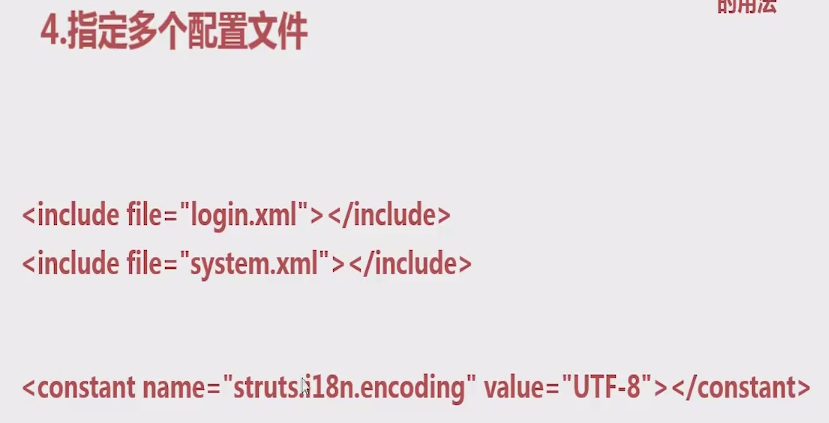 的用法
4.指定多个配置文件
<include file="login.xml"></include>
<include file="system.xml"></include>
<constant name="struts.i18n.encoding" value="UTF-8"></constant>